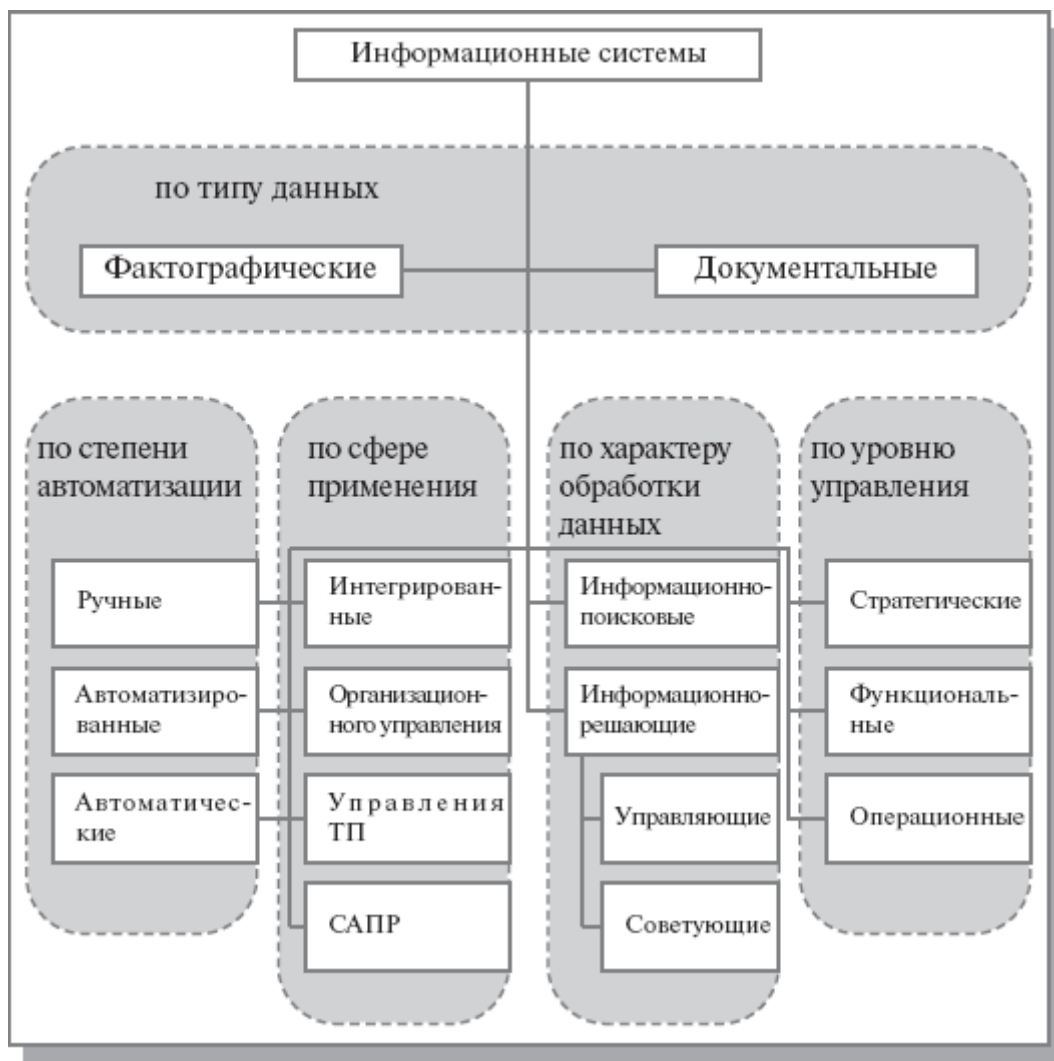 Информационные системы
по типу данных
Фактографические
Документальные
по степени
автоматизации
Ручные
Автоматизиро-
ванные
Автоматичес-
кие
по сфере
применения
Интегрирован-
ные
Организацион-
ного управления
Управления
ТП
САПР
по характеру
обработки
данных
Информационно-
поисковые
Информационно-
решающие
Управляющие
Советующие
по уровню
управления
Стратегические
Функциональ-
ные
Операционные